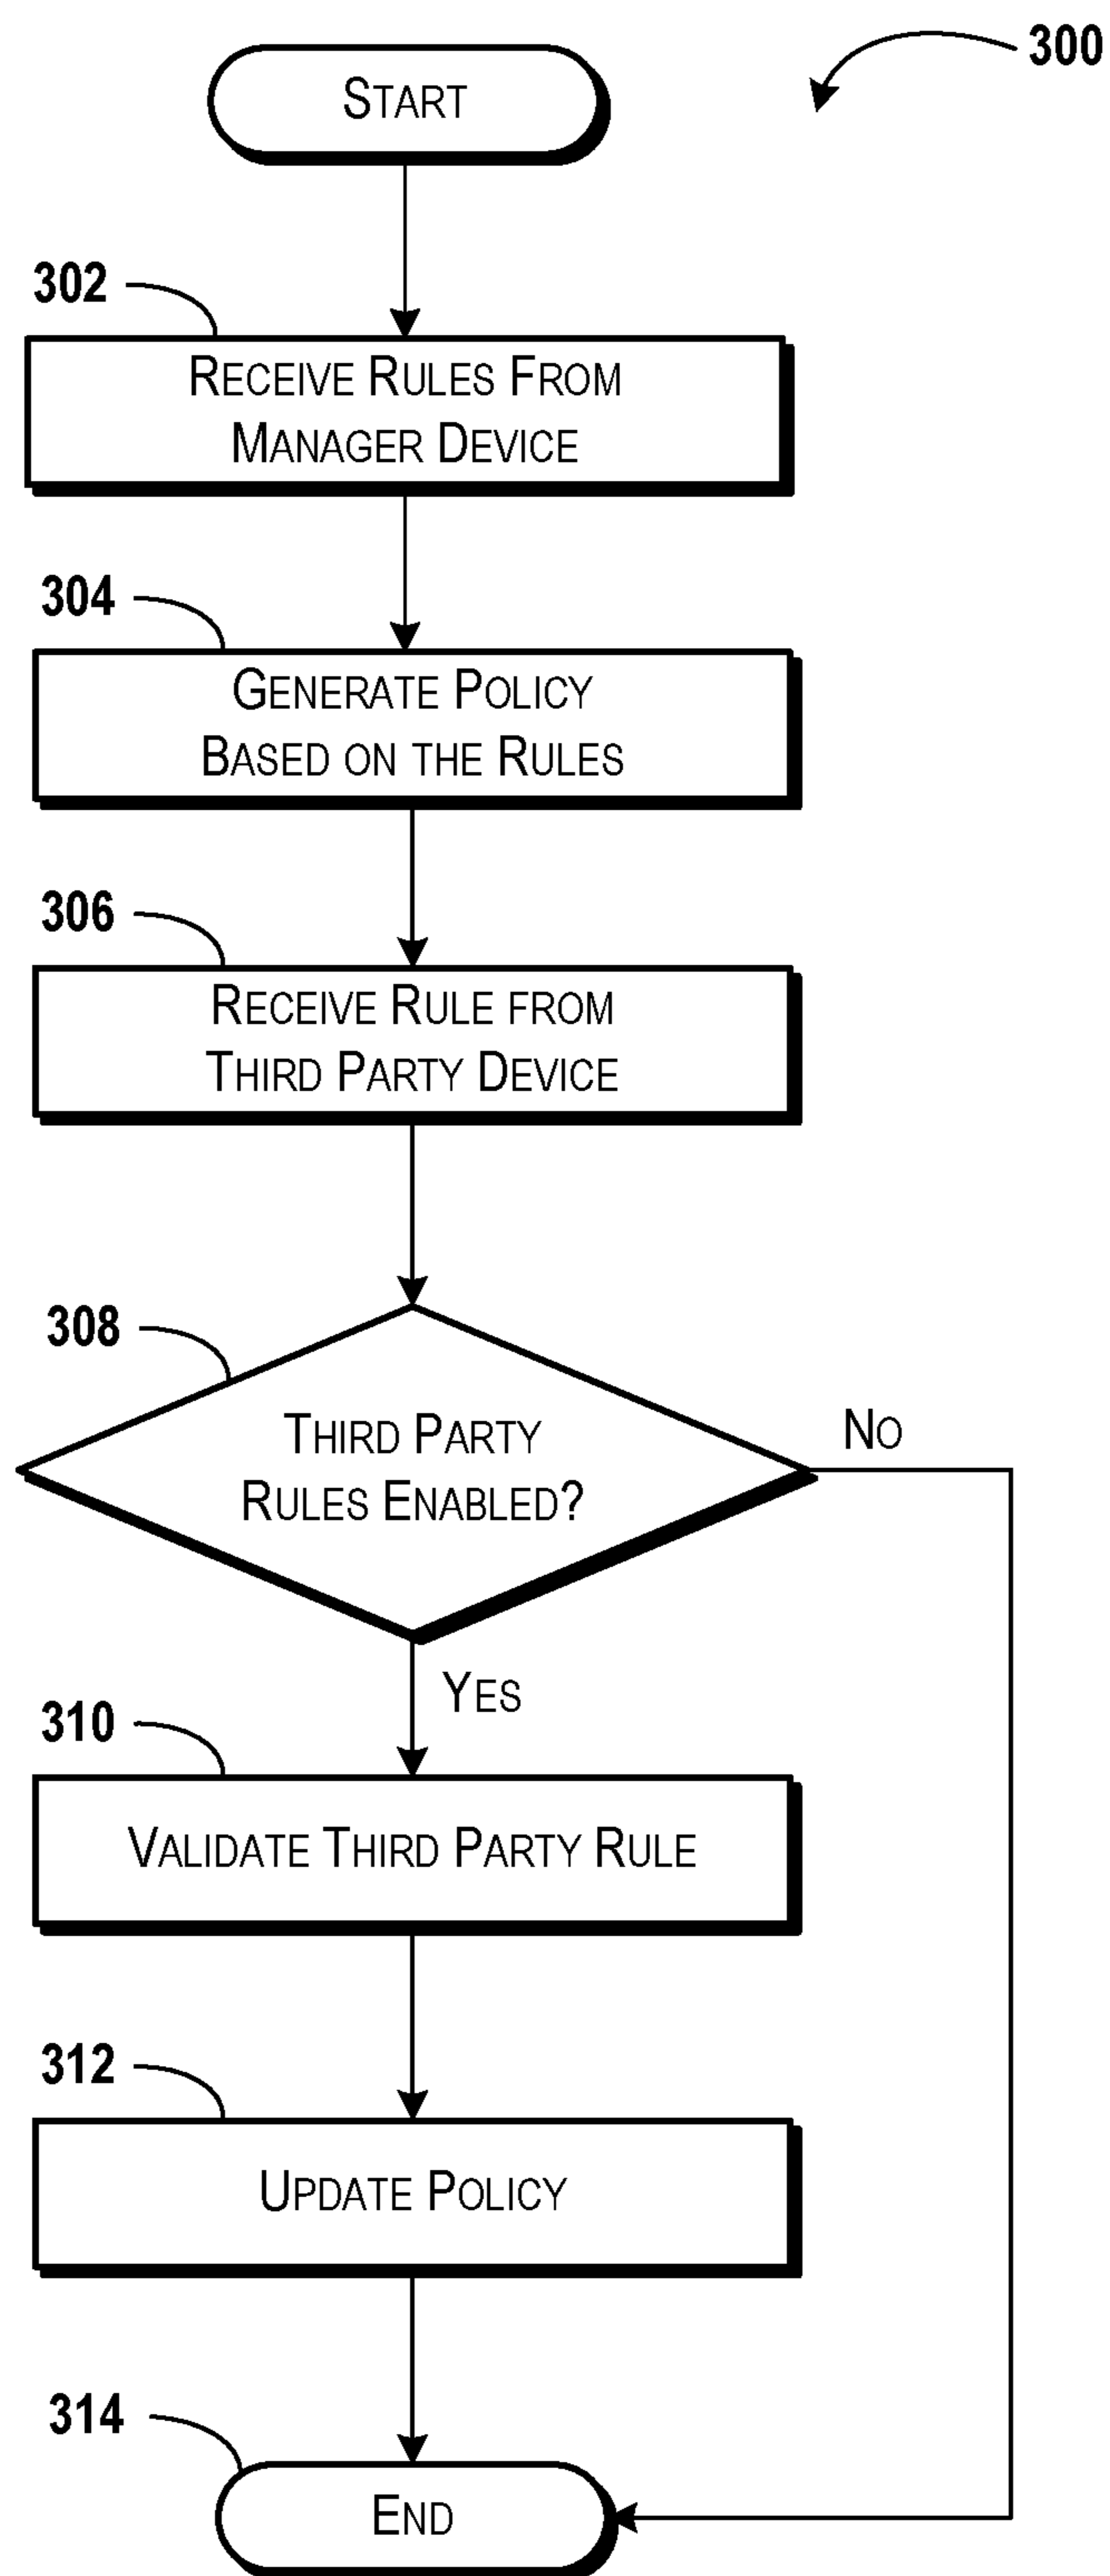 300
START
302
RECEIVE RULES FROM
MANAGER DEVICE
304
GENERATE POLICY
BASED ON THE RULES
306
RECEIVE RULE FROM
THIRD PARTY DEVICE
308
THIRD PARTY
RULES ENABLED?
NO
YES
310
VALIDATE THIRD PARTY RULE
312
UPDATE POLICY
314
END